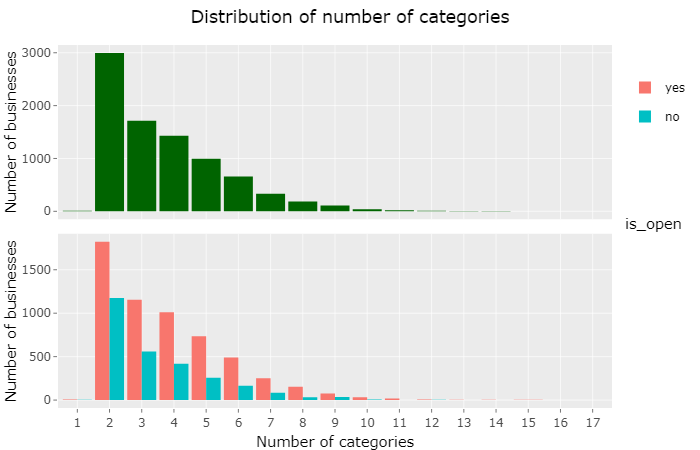 Distribution of number of categories
Number of businesses
3000
2000
1000
0
yes
no
is_open
Number of businesses
1500
1000
500
0
1 2 3 4 5 6 7 8 9 10 11 12 13 14 15 16 17
Number of categories